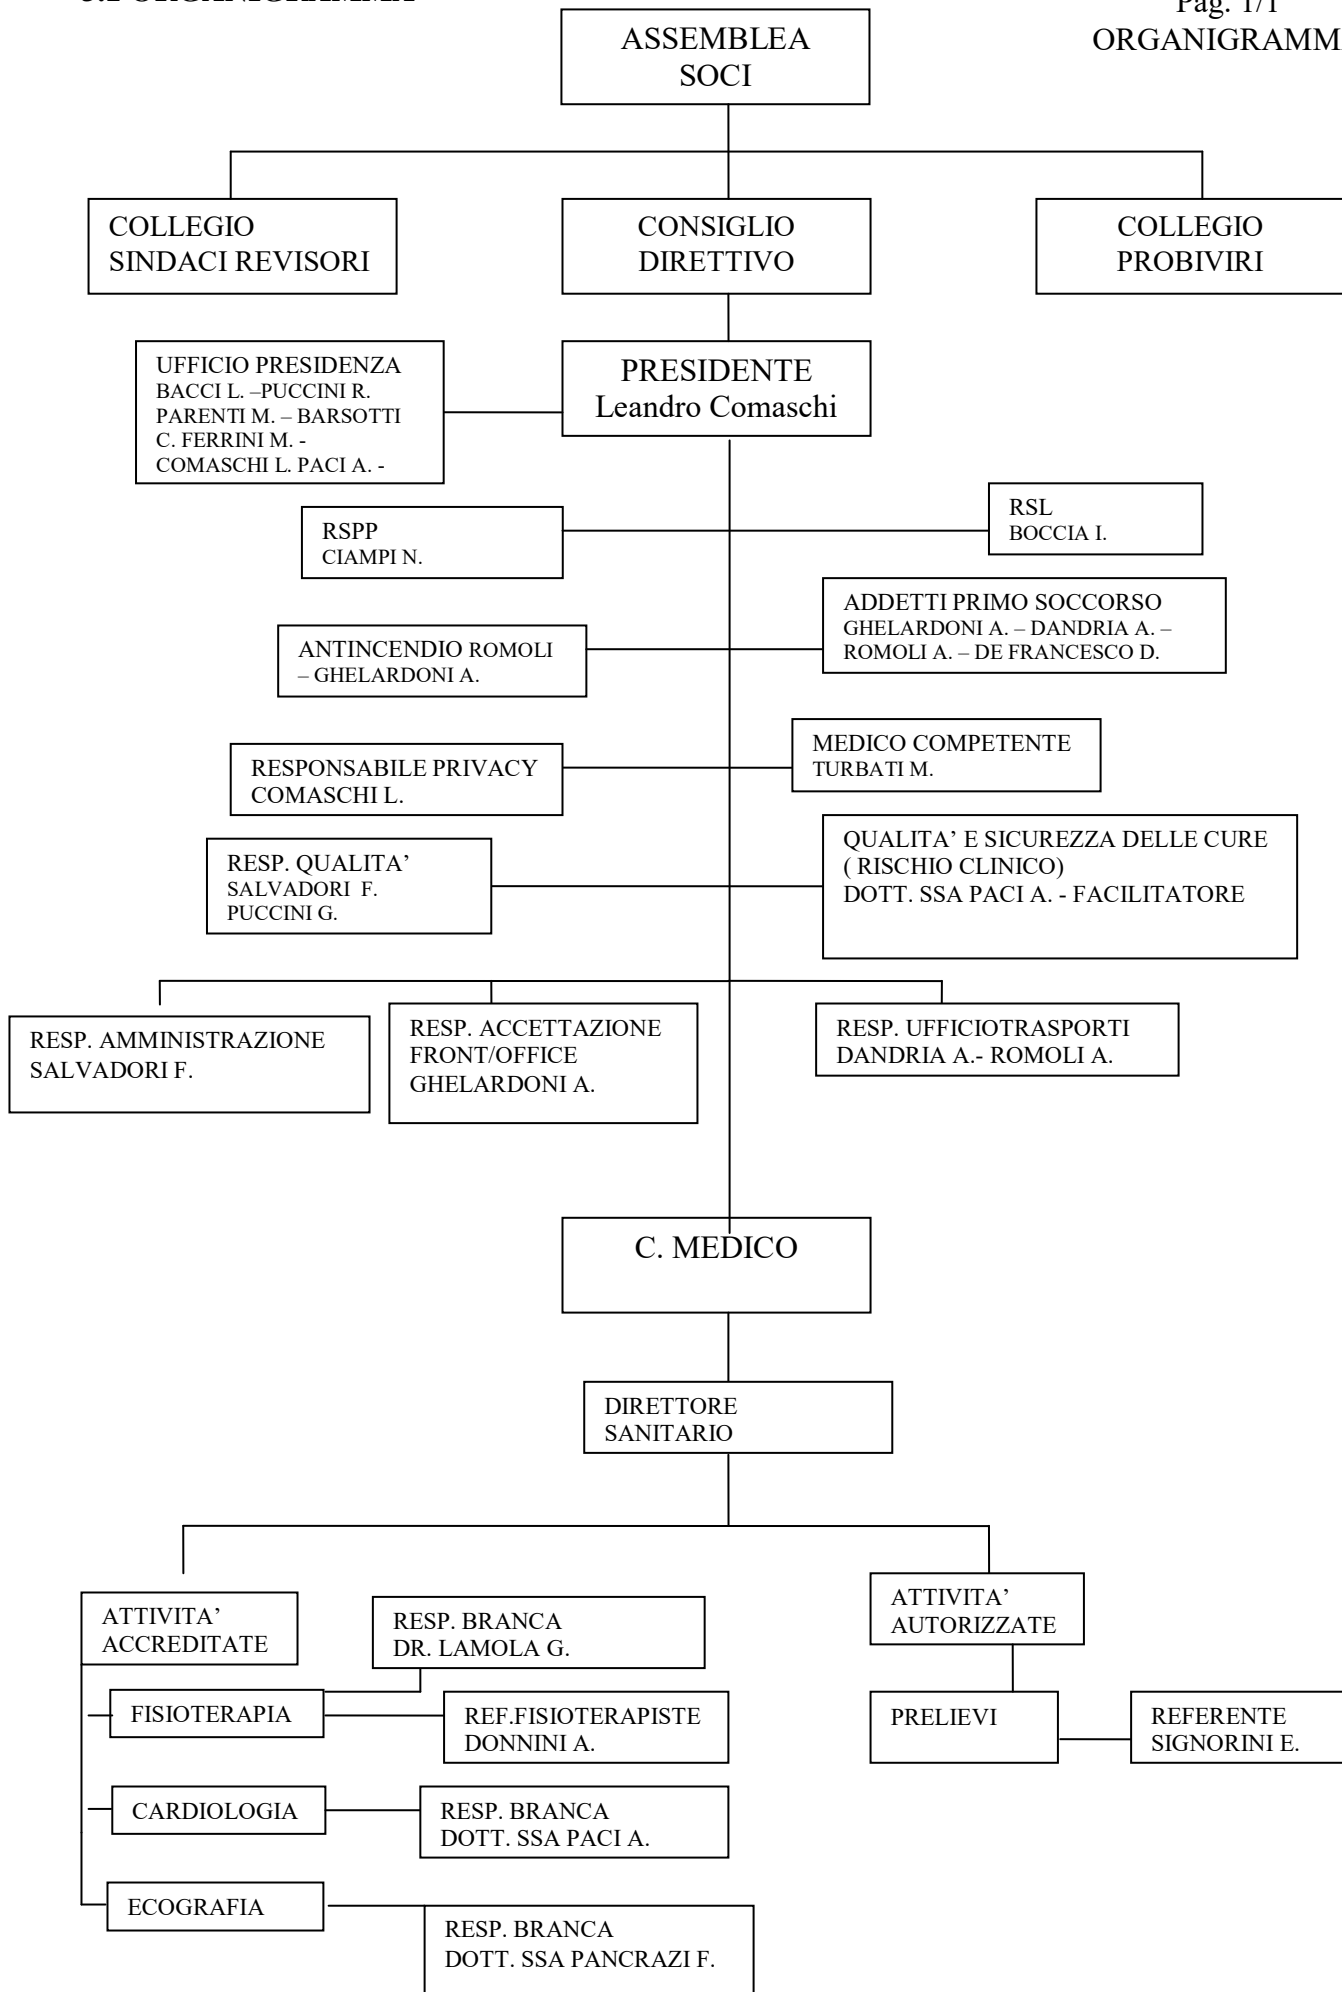 5.1 ORGANIGRAMMA
Pag. 1/1
ORGANIGRAMM
ASSEMBLEA
SOCI
COLLEGIO
SINDACI REVISORI
CONSIGLIO
DIRETTIVO
COLLEGIO
PROBIVIRI
UFFICIO PRESIDENZA
BACCI L. –PUCCINI R.
PARENTI M. – BARSOTTI
C. FERRINI M. -
COMASCHI L. PACI A. -
PRESIDENTE
Leandro Comaschi
RSPP
CIAMPI N.
RSL
BOCCIA I.
ANTINCENDIO ROMOLI
– GHELARDONI A.
ADDETTI PRIMO SOCCORSO
GHELARDONI A. – DANDRIA A. –
ROMOLI A. – DE FRANCESCO D.
RESPONSABILE PRIVACY
COMASCHI L.
MEDICO COMPETENTE
TURBATI M.
RESP. QUALITA’
SALVADORI F.
PUCCINI G.
QUALITA’ E SICUREZZA DELLE CURE
( RISCHIO CLINICO)
DOTT. SSA PACI A. - FACILITATORE
RESP. AMMINISTRAZIONE
SALVADORI F.
RESP. ACCETTAZIONE
FRONT/OFFICE
GHELARDONI A.
RESP. UFFICIOTRASPORTI
DANDRIA A.- ROMOLI A.
C. MEDICO
DIRETTORE
SANITARIO
ATTIVITA’
ACCREDITATE
RESP. BRANCA
DR. LAMOLA G.
ATTIVITA’
AUTORIZZATE
FISIOTERAPIA
REF.FISIOTERAPISTE
DONNINI A.
PRELIEVI
REFERENTE
SIGNORINI E.
CARDIOLOGIA
RESP. BRANCA
DOTT. SSA PACI A.
ECOGRAFIA
RESP. BRANCA
DOTT. SSA PANCRAZI F.